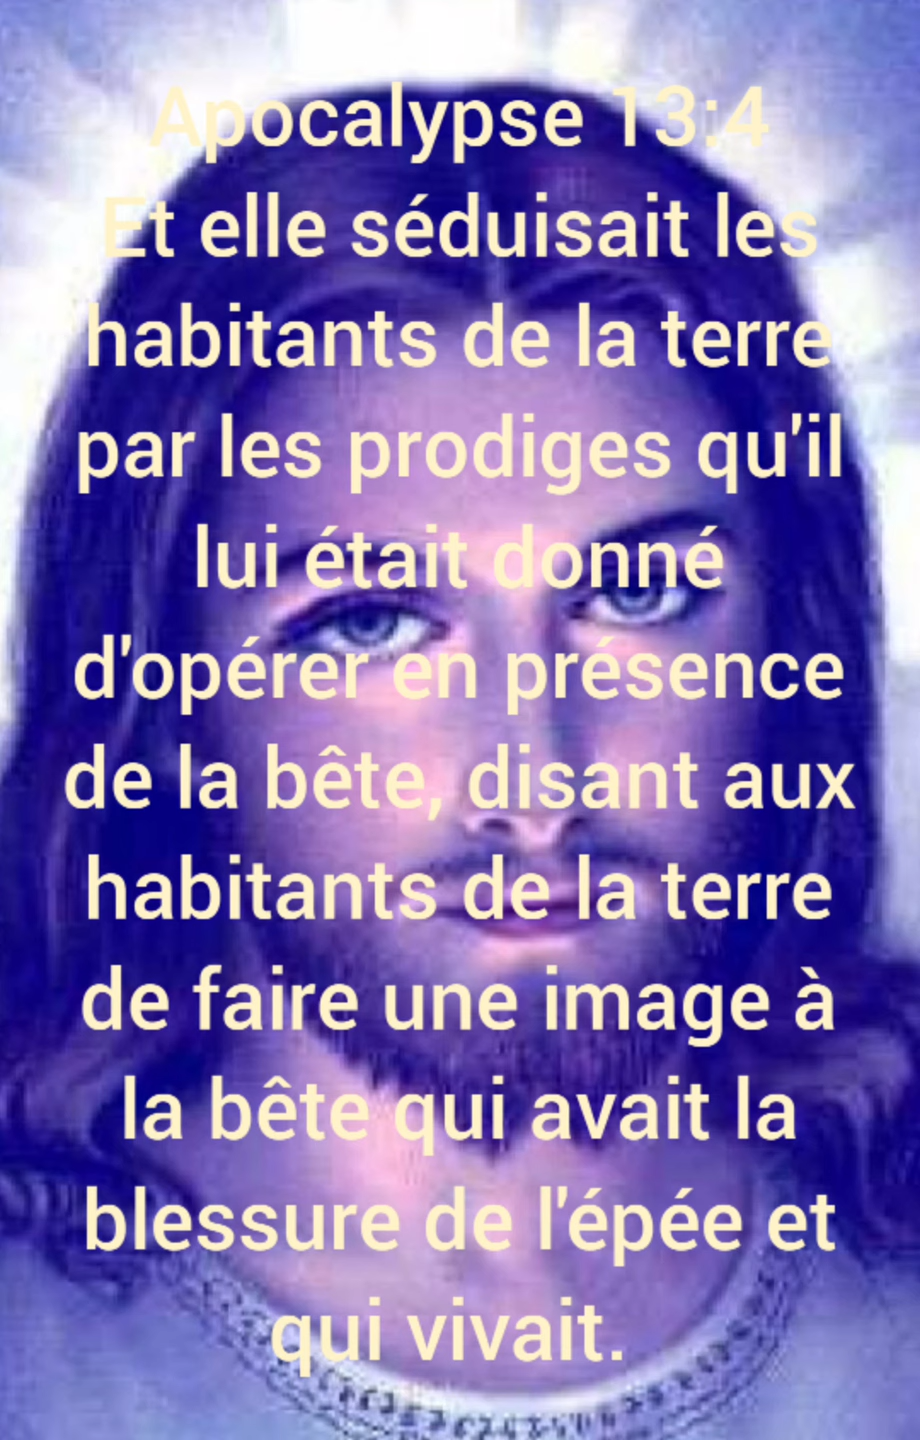 Apocalypse 13:4
Et elle séduisait les
habitants de la terre
par les prodiges qu'il
lui était donné
d'opérer en présence
de la bête, disant aux
habitants de la terre
de faire une image à
la bête qui avait la
blessure de l'épée et
qui vivait.